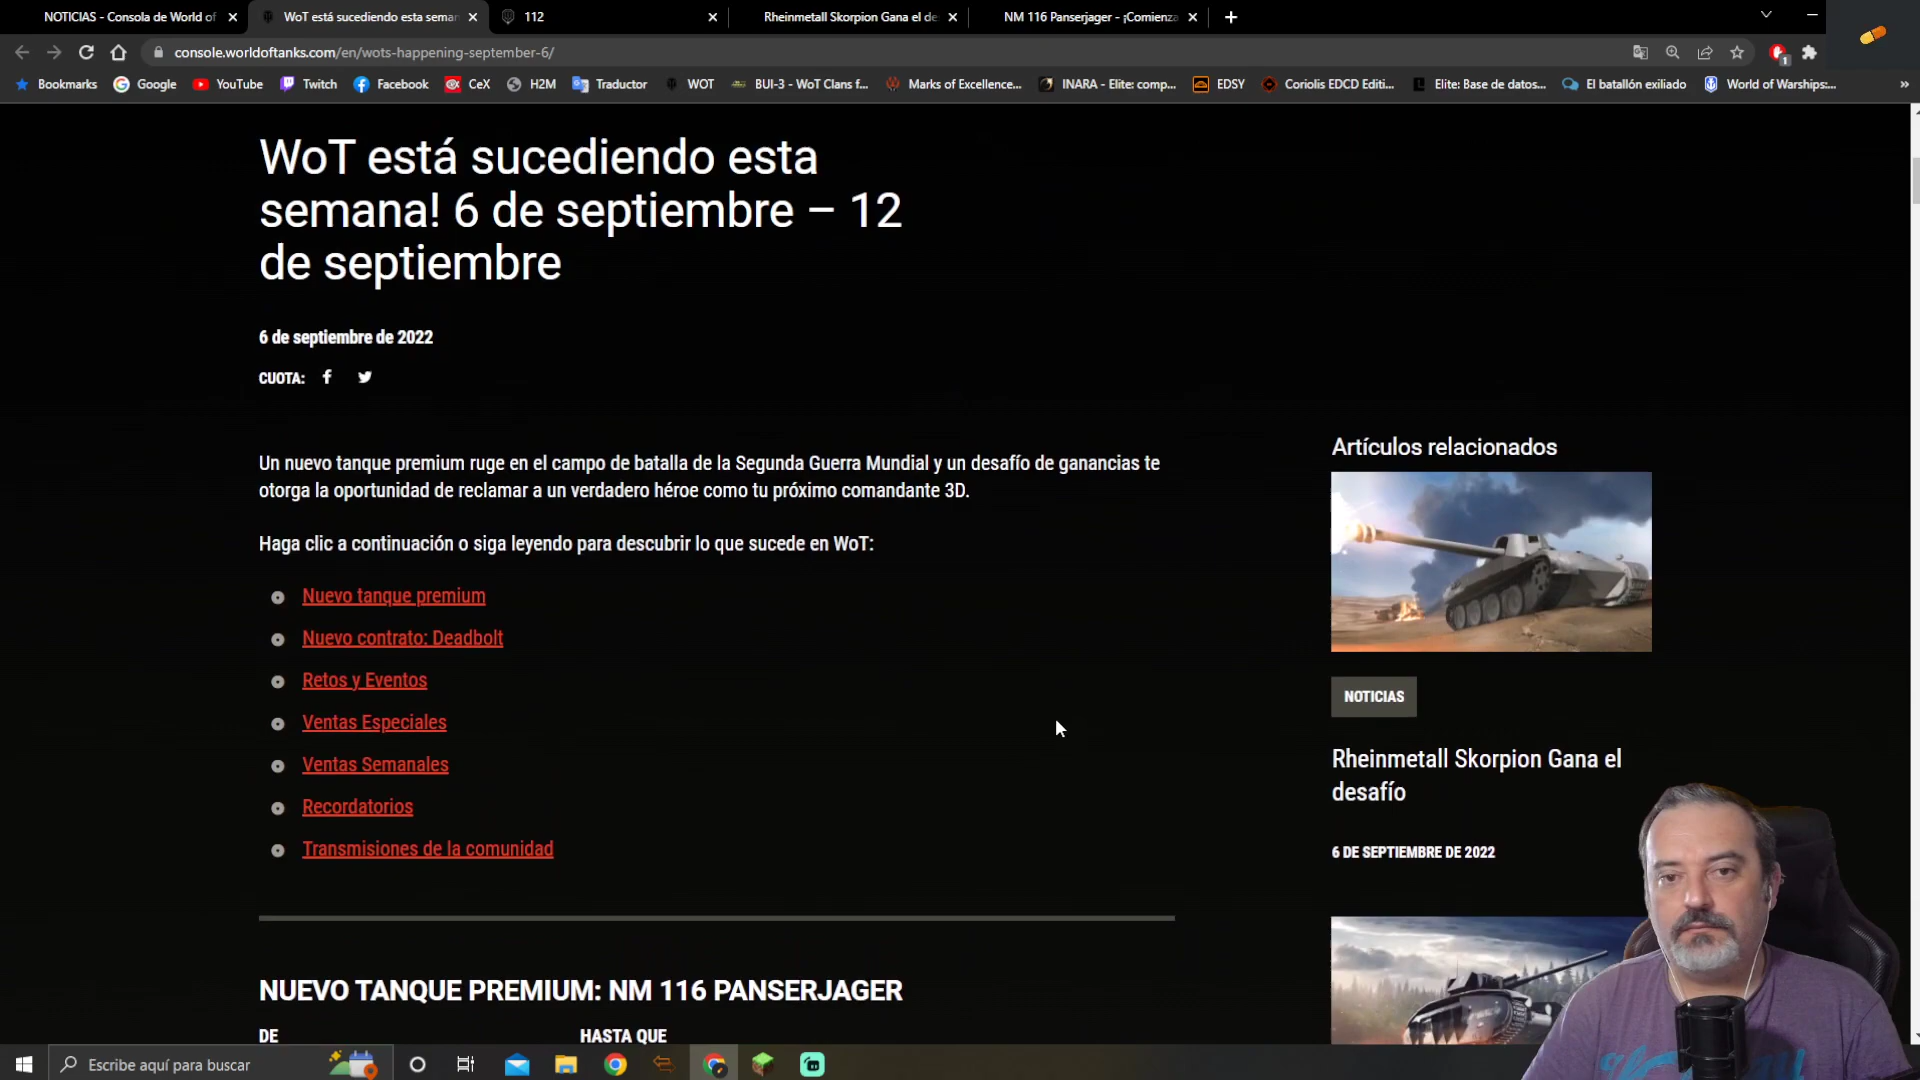 NOTICIAS - Consola de World of
WoT está sucediendo esta seman
112
Rheinmetall Skorpion Gana el de
NM 116 Panserjager - ¡Comienza
console.worldoftanks.com/en/wots-happening-september-6/
Bookmarks
Google
YouTube
Twitch
Facebook
CeX
H2M
Traductor
WOT
BUI-3 - WoT Clans f...
Marks of Excellence...
INARA - Elite: comp...
EDSY
Coriolis EDCD Editi...
Elite: Base de datos...
El batallón exiliado
World of Warships:...
WoT está sucediendo esta
semana! 6 de septiembre – 12
de septiembre
6 de septiembre de 2022
CUOTA:
Un nuevo tanque premium ruge en el campo de batalla de la Segunda Guerra Mundial y un desafío de ganancias te
otorga la oportunidad de reclamar a un verdadero héroe como tu próximo comandante 3D.
Haga clic a continuación o siga leyendo para descubrir lo que sucede en WoT:
Nuevo tanque premium
Nuevo contrato: Deadbolt
Retos y Eventos
Ventas Especiales
Ventas Semanales
Recordatorios
Transmisiones de la comunidad
NUEVO TANQUE PREMIUM: NM 116 PANSERJAGER
DE
HASTA QUE
Artículos relacionados
NOTICIAS
Rheinmetall Skorpion Gana el
desafío
6 DE SEPTIEMBRE DE 2022
Escribe aquí para buscar